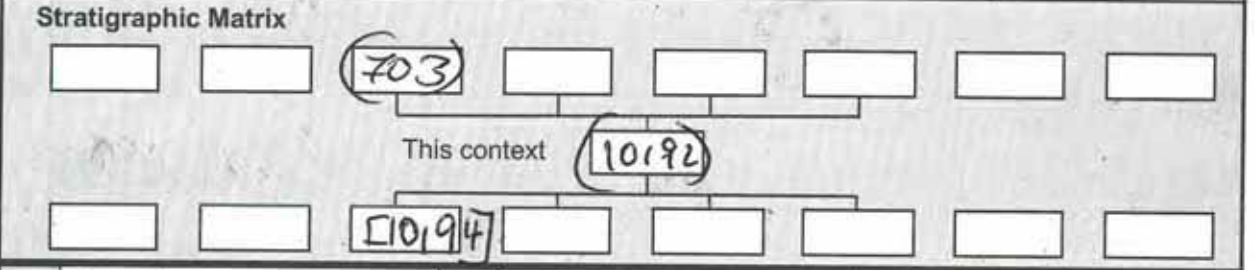 Stratigraphic Matrix
(703)
This context (10192)
[10194]